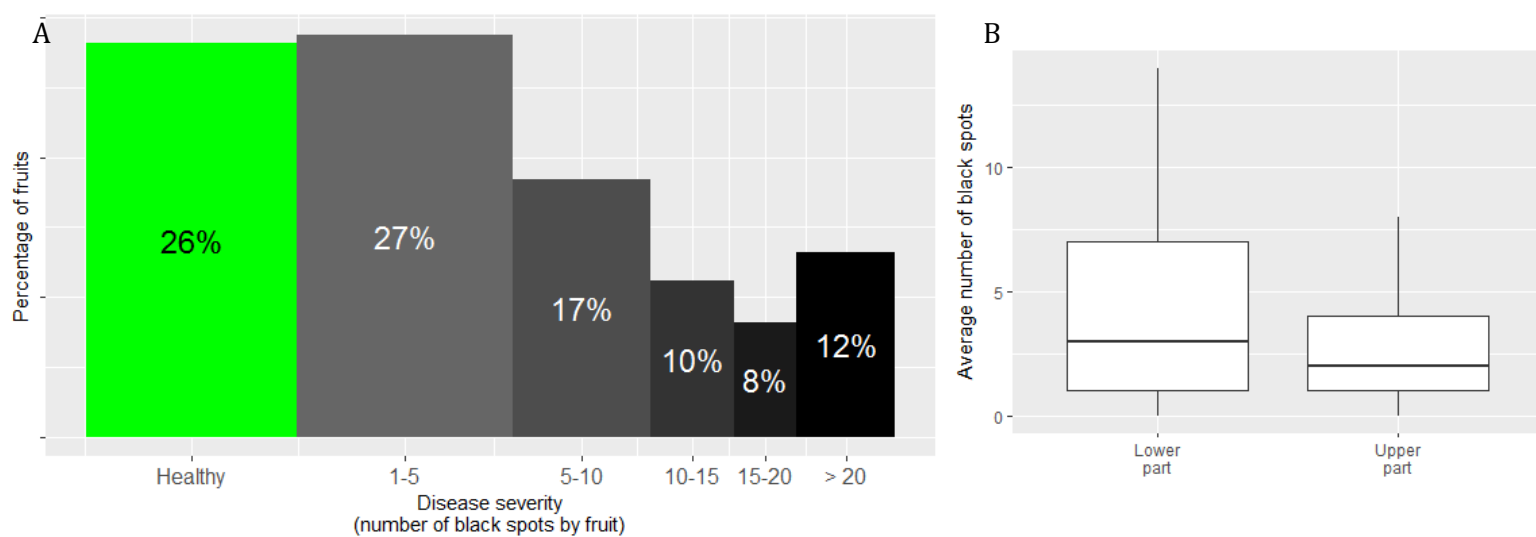 A
Percentage of fruits
26%
27%
17%
10%
8%
12%
Healthy
1-5
5-10
10-15
15-20
> 20
Disease severity
(number of black spots by fruit)
B
Average number of black spots
10
5
0
Lower
part
Upper
part